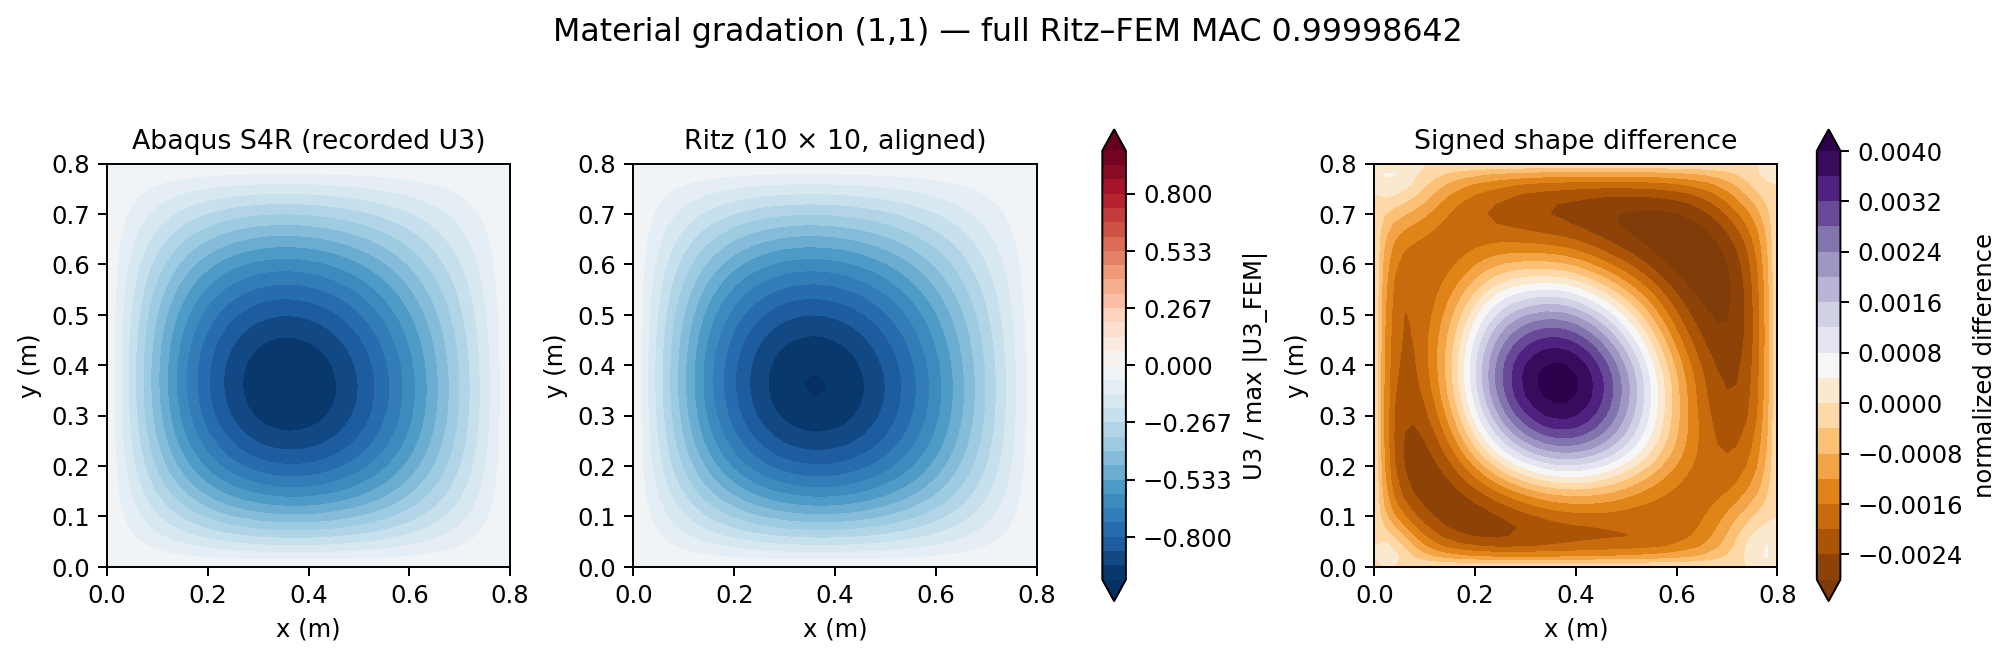 Material gradation (1,1) — full Ritz–FEM MAC 0.99998642
Abaqus S4R (recorded U3)
y (m)
0.8
0.7
0.6
0.5
0.4
0.3
0.2
0.1
0.0
0.0 0.2 0.4 0.6 0.8
x (m)
Ritz (10 × 10, aligned)
y (m)
0.8
0.7
0.6
0.5
0.4
0.3
0.2
0.1
0.0
0.0 0.2 0.4 0.6 0.8
x (m)
0.800
0.533
0.267
0.000
−0.267
−0.533
−0.800
U3 / max |U3_FEM|
Signed shape difference
y (m)
0.8
0.7
0.6
0.5
0.4
0.3
0.2
0.1
0.0
0.0 0.2 0.4 0.6 0.8
x (m)
0.0040
0.0032
0.0024
0.0016
0.0008
0.0000
−0.0008
−0.0016
−0.0024
normalized difference